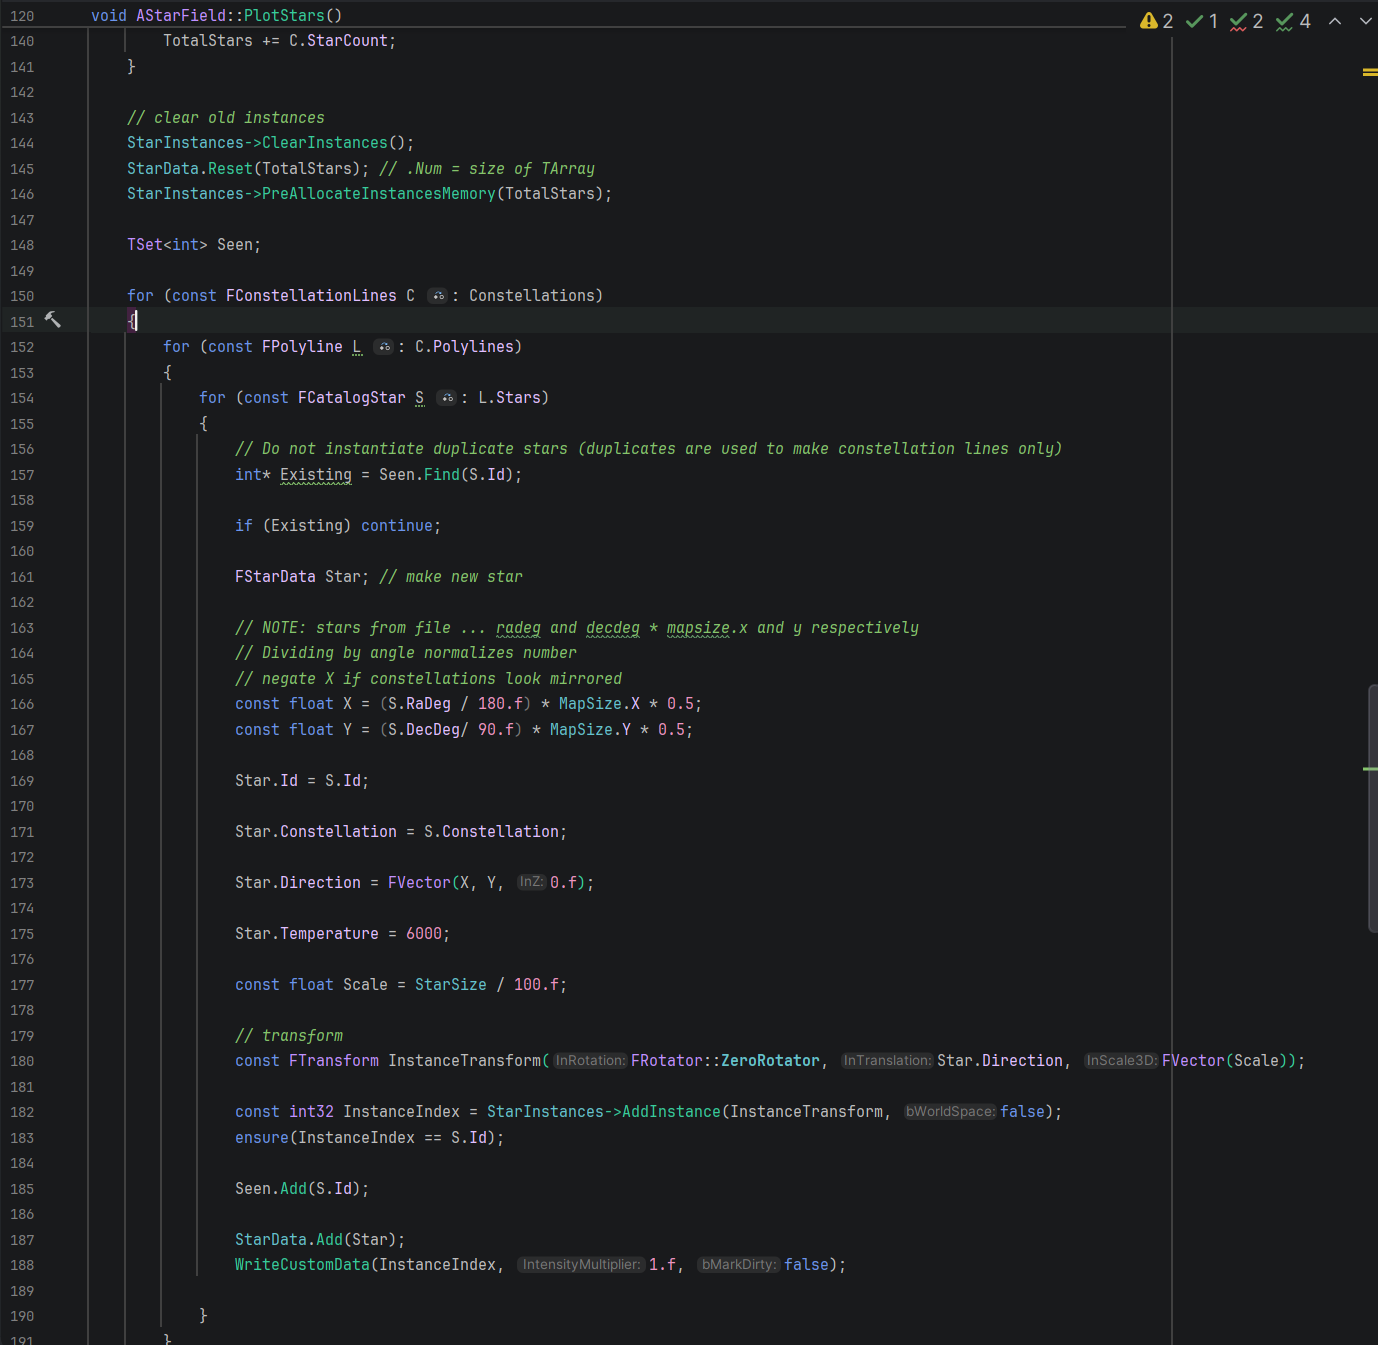 120 void AStarField::PlotStars()
2 1 2 4
140 TotalStars += C.StarCount;
141 }
142
143 // clear old instances
144 StarInstances->ClearInstances();
145 StarData.Reset(TotalStars); // .Num = size of TArray
146 StarInstances->PreAllocateInstancesMemory(TotalStars);
147
148 TSet<int> Seen;
149
150 for (const FConstellationLines C : Constellations)
151 {
152 for (const FPolyline L : C.Polylines)
153 {
154 for (const FCatalogStar S : L.Stars)
155 {
156 // Do not instantiate duplicate stars (duplicates are used to make constellation lines only)
157 int* Existing = Seen.Find(S.Id);
158
159 if (Existing) continue;
160
161 FStarData Star; // make new star
162
163 // NOTE: stars from file ... radeg and decdeg * mapsize.x and y respectively
164 // Dividing by angle normalizes number
165 // negate X if constellations look mirrored
166 const float X = (S.RaDeg / 180.f) * MapSize.X * 0.5;
167 const float Y = (S.DecDeg/ 90.f) * MapSize.Y * 0.5;
168
169 Star.Id = S.Id;
170
171 Star.Constellation = S.Constellation;
172
173 Star.Direction = FVector(X, Y, InZ: 0.f);
174
175 Star.Temperature = 6000;
176
177 const float Scale = StarSize / 100.f;
178
179 // transform
180 const FTransform InstanceTransform( InRotation: FRotator::ZeroRotator, InTranslation: Star.Direction, InScale3D: FVector(Scale));
181
182 const int32 InstanceIndex = StarInstances->AddInstance(InstanceTransform, bWorldSpace: false);
183 ensure(InstanceIndex == S.Id);
184
185 Seen.Add(S.Id);
186
187 StarData.Add(Star);
188 WriteCustomData(InstanceIndex, IntensityMultiplier: 1.f, bMarkDirty: false);
189
190 }
191 }